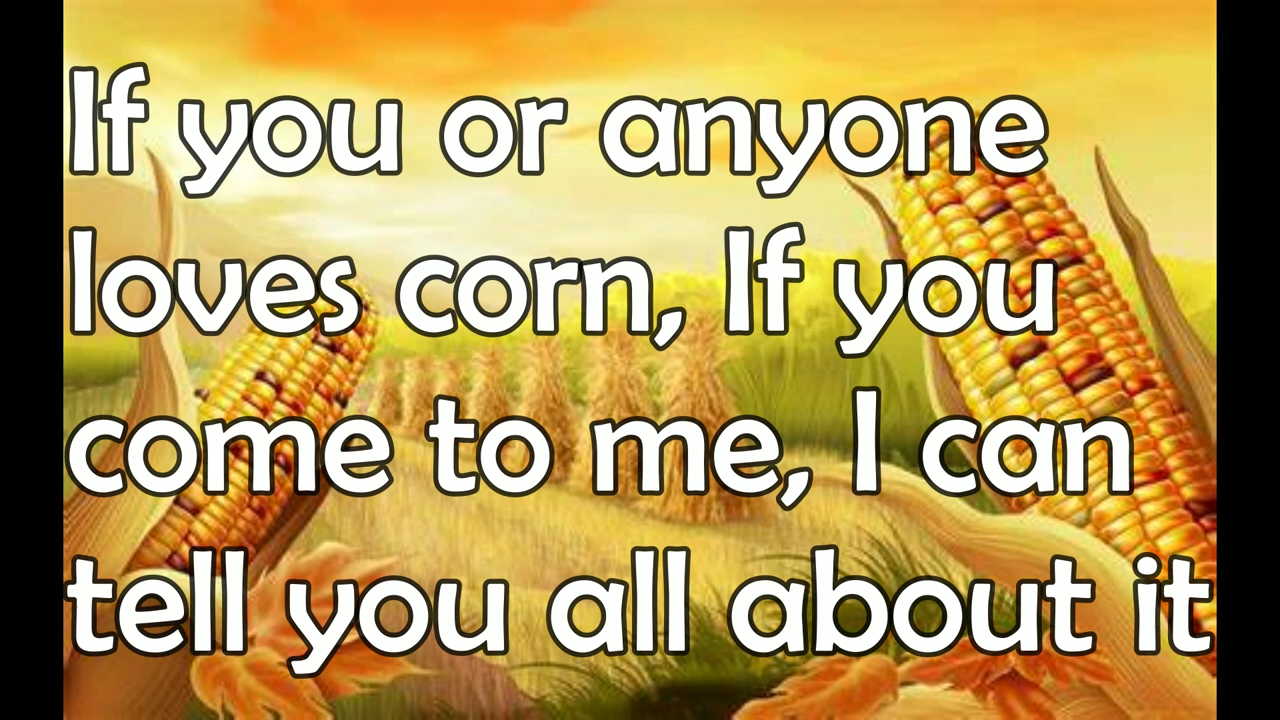 If you or anyone
loves corn, If you
come to me, I can
tell you all about it